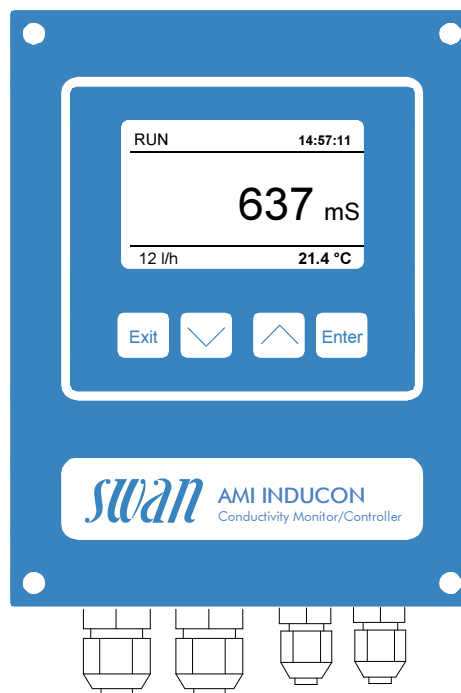 RUN 14:57:11
637 mS
12 l/h 21.4 °C
Exit Enter
swan AMI INDUCON
Conductivity Monitor/Controller